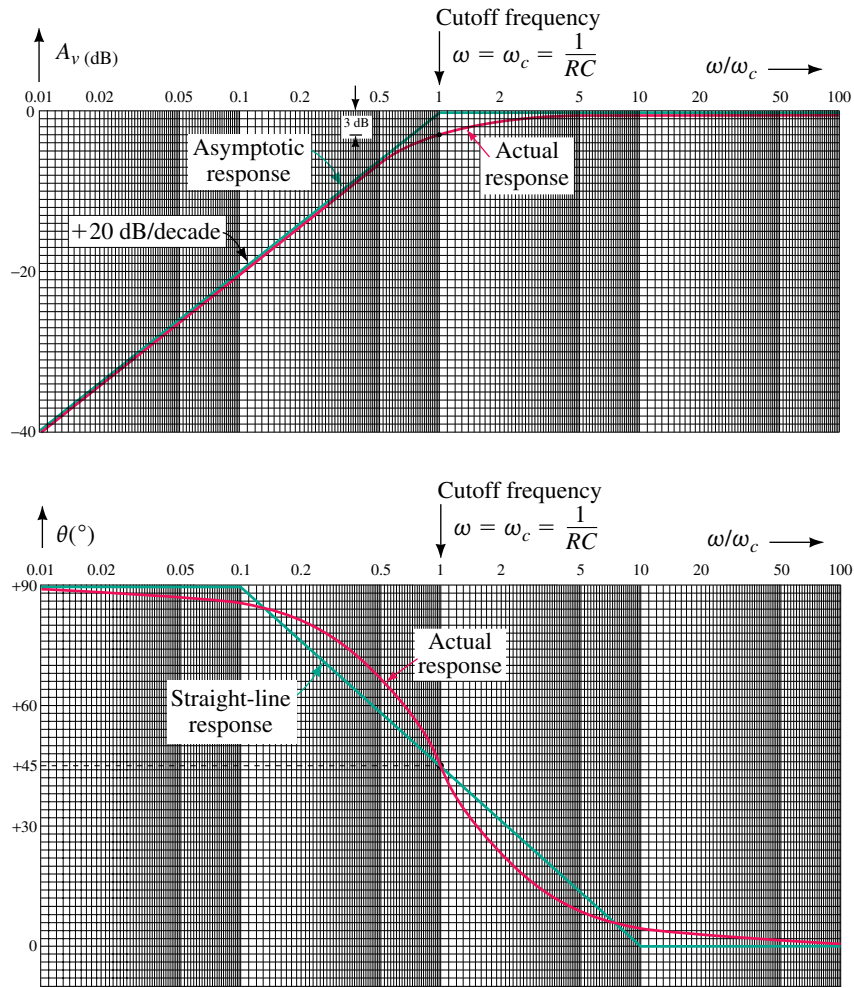 Cutoff frequency
A_v (dB)
ω = ω_c = 1/RC
ω/ω_c
0.01 0.02 0.05 0.1 0.2 0.5 1 2 5 10 20 50 100
0
3 dB
Asymptotic
response
Actual
response
+20 dB/decade
−20
−30
−40
Cutoff frequency
θ(°)
ω = ω_c = 1/RC
ω/ω_c
0.01 0.02 0.05 0.1 0.2 0.5 1 2 5 10 20 50 100
+90
Actual
response
Straight-line
response
+60
+45
+30
0